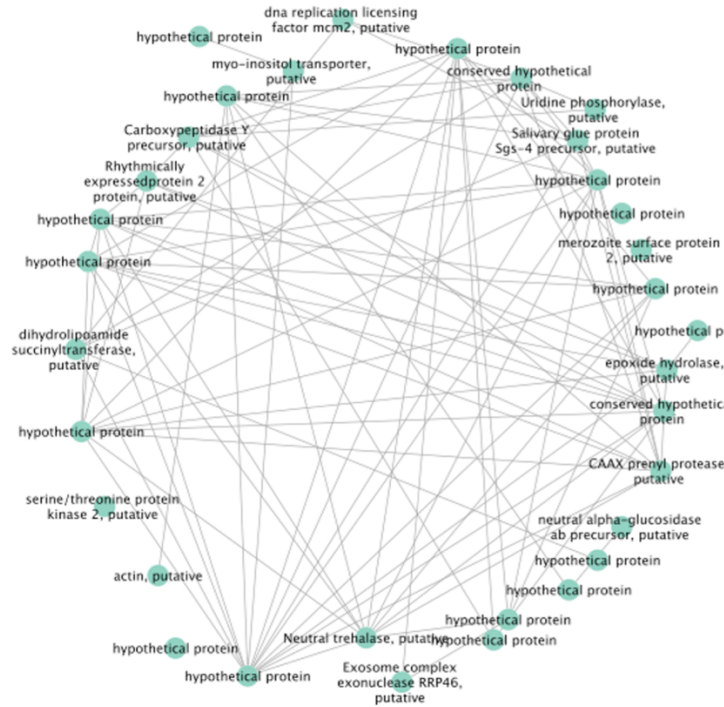 dna replication licensing
factor mcm2, putative
hypothetical protein
hypothetical protein
myo-inositol transporter,
putative
conserved hypothetical
protein
hypothetical protein
Uridine phosphorylase,
putative
Carboxypeptidase Y
precursor, putative
Salivary glue protein
Sgs-4 precursor, putative
Rhythmically
expressedprotein 2
protein, putative
hypothetical protein
hypothetical protein
hypothetical protein
merozoite surface protein
2, putative
hypothetical protein
hypothetical protein
hypothetical p
dihydrolipoamide
succinyltransferase,
putative
epoxide hydrolase,
putative
conserved hypothetic
protein
hypothetical protein
CAAX prenyl protease
putative
serine/threonine protein
kinase 2, putative
neutral alpha-glucosidase
ab precursor, putative
hypothetical protein
actin, putative
hypothetical protein
hypothetical protein
Neutral trehalase, putative
hypothetical protein
hypothetical protein
Exosome complex
exonuclease RRP46,
putative
hypothetical protein